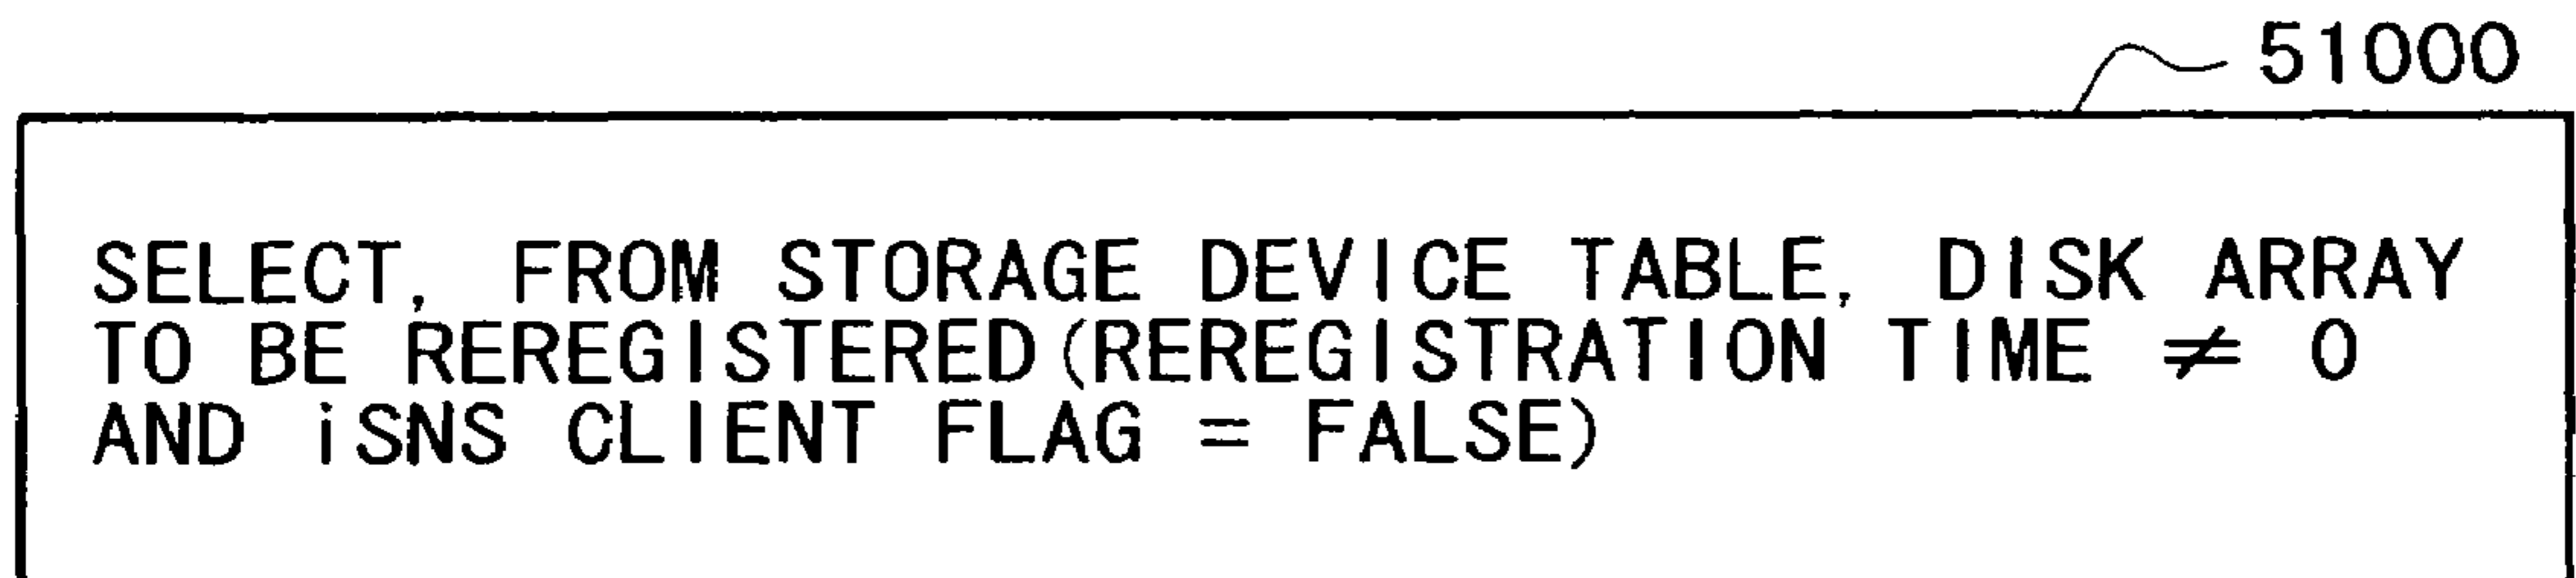 51000
SELECT, FROM STORAGE DEVICE TABLE, DISK ARRAY
TO BE REREGISTERED(REREGISTRATION TIME ≠ 0
AND iSNS CLIENT FLAG = FALSE)